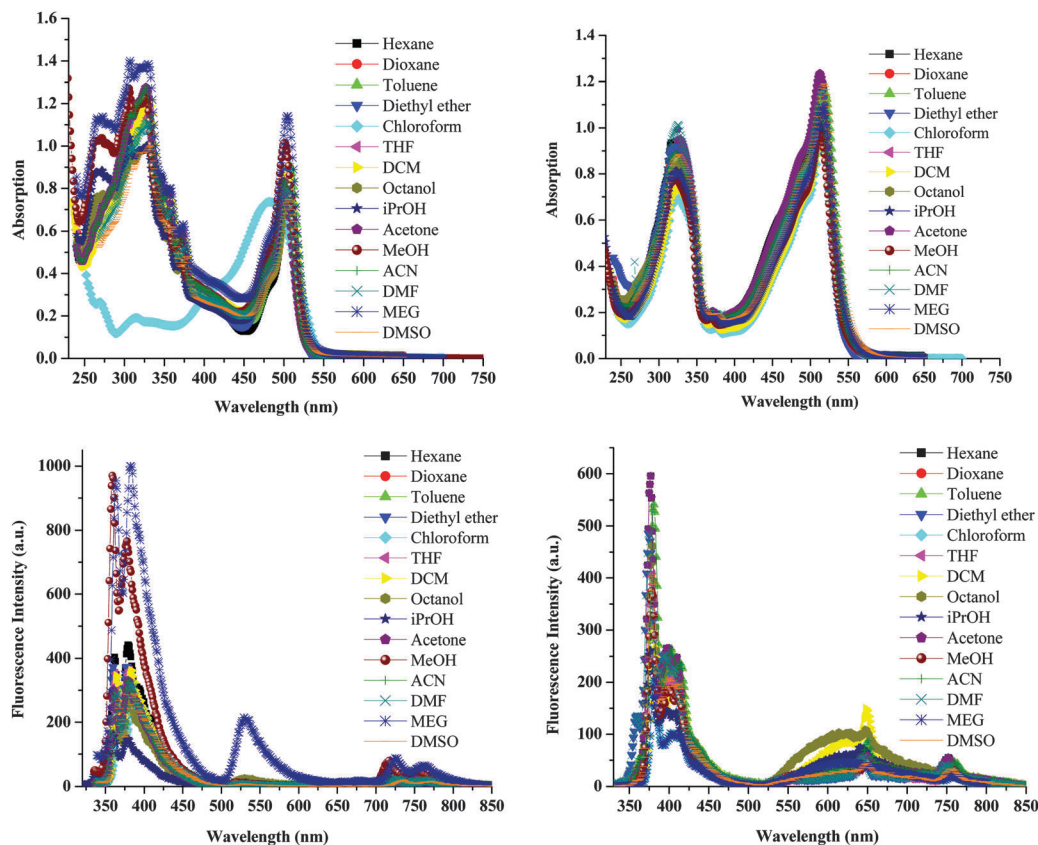 1.6
1.4
1.2
1.0
0.8
0.6
0.4
0.2
0.0
Absorption
250 300 350 400 450 500 550 600 650 700 750
Wavelength (nm)
Hexane
Dioxane
Toluene
Diethyl ether
Chloroform
THF
DCM
Octanol
iPrOH
Acetone
MeOH
ACN
DMF
MEG
DMSO
1.4
1.2
1.0
0.8
0.6
0.4
0.2
0.0
Absorption
250 300 350 400 450 500 550 600 650 700 750
Wavelength (nm)
Hexane
Dioxane
Toluene
Diethyl ether
Chloroform
THF
DCM
Octanol
iPrOH
Acetone
MeOH
ACN
DMF
MEG
DMSO
1000
800
600
400
200
0
Fluorescence Intensity (a.u.)
350 400 450 500 550 600 650 700 750 800 850
Wavelength (nm)
Hexane
Dioxane
Toluene
Diethyl ether
Chloroform
THF
DCM
Octanol
iPrOH
Acetone
MeOH
ACN
DMF
MEG
DMSO
600
500
400
300
200
100
0
Fluorescence Intensity (a.u.)
350 400 450 500 550 600 650 700 750 800 850
Wavelength (nm)
Hexane
Dioxane
Toluene
Diethyl ether
Chloroform
THF
DCM
Octanol
iPrOH
Acetone
MeOH
ACN
DMF
MEG
DMSO